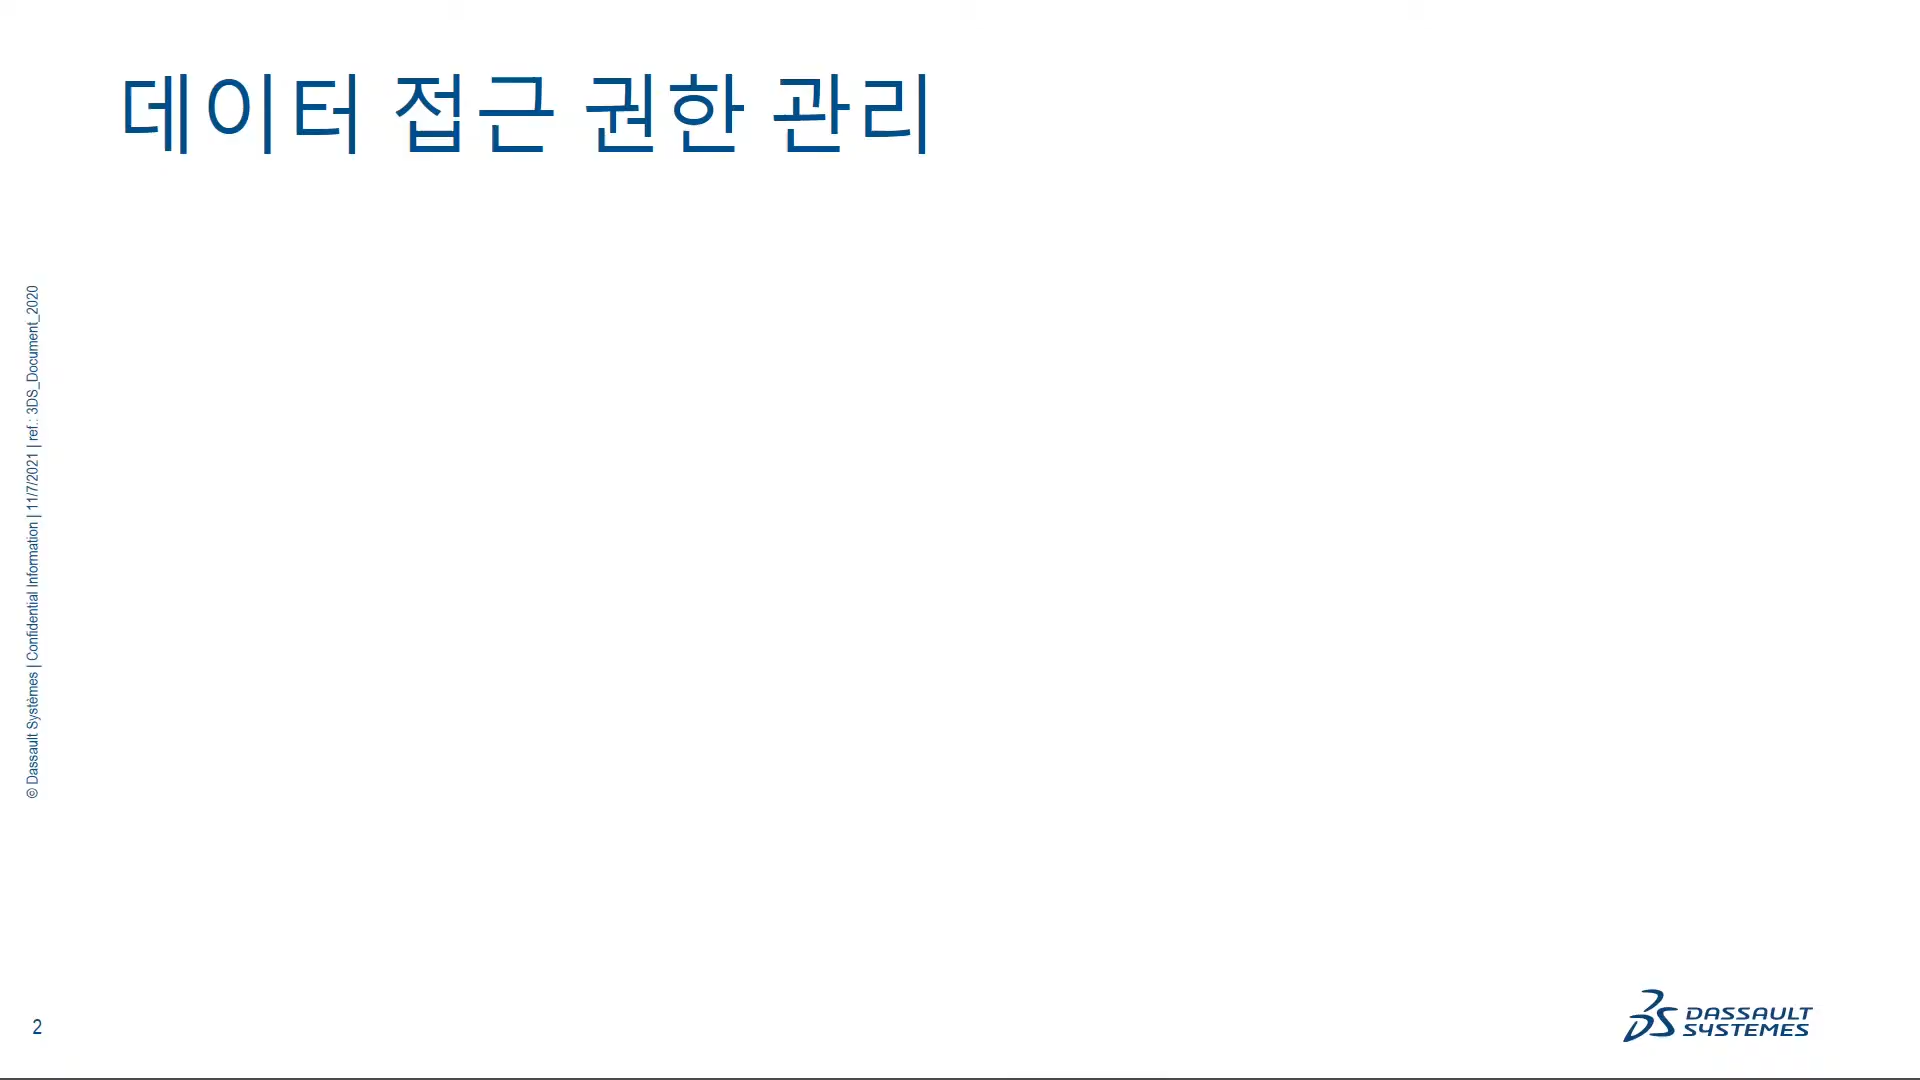 데이터 접근 권한 관리
© Dassault Systèmes | Confidential Information | 11/7/2021 | ref.: 3DS_Document_2020
2
DASSAULT
SYSTEMES